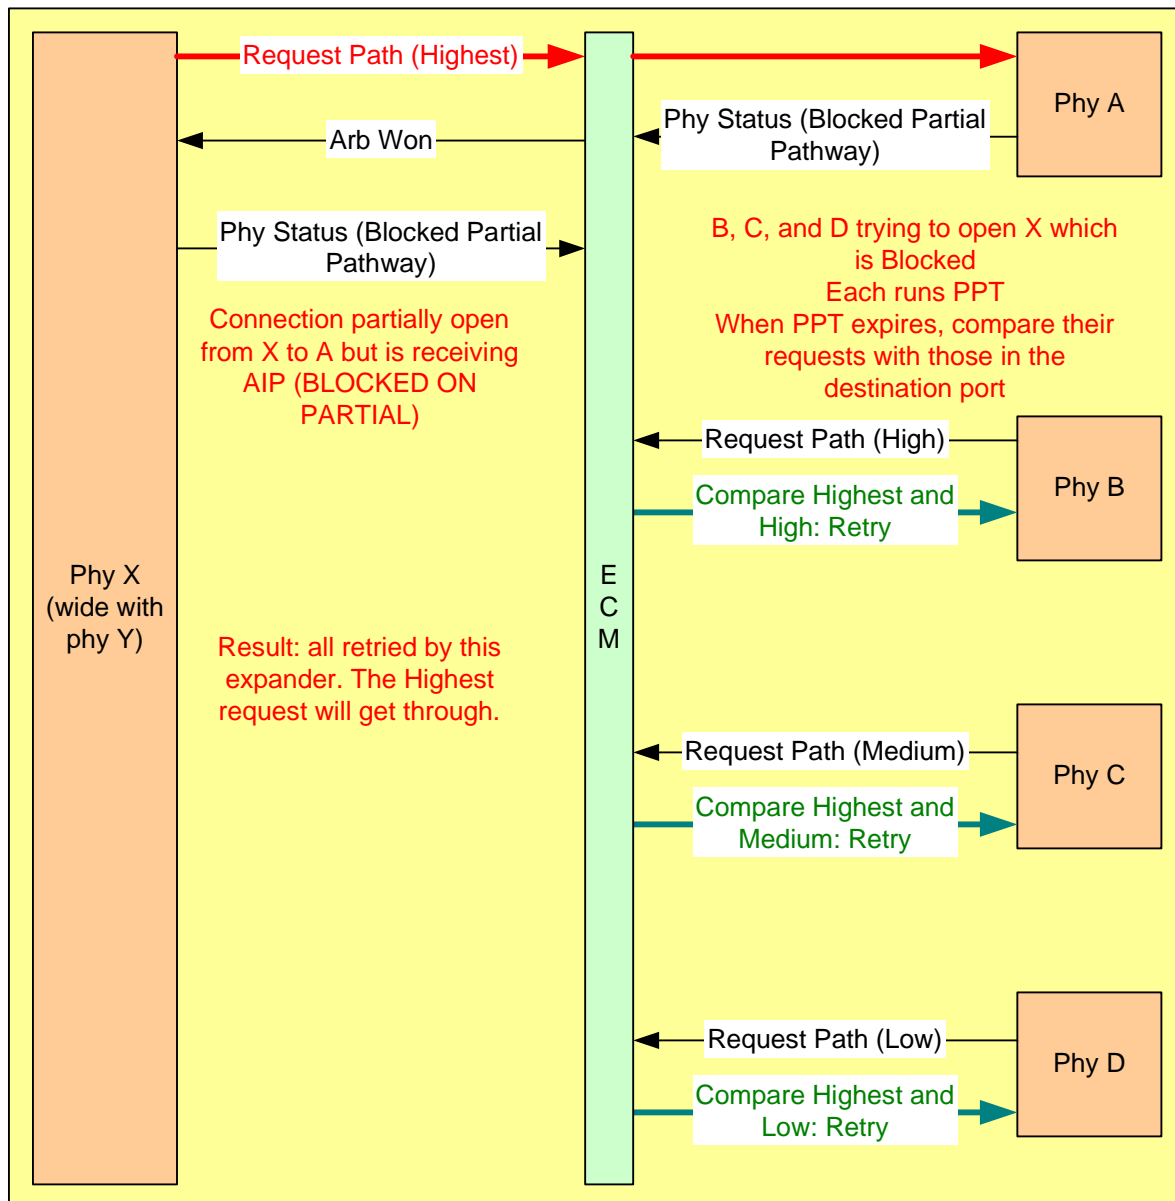 Request Path (Highest)
Phy A
Phy Status (Blocked Partial
Pathway)
Arb Won
Phy Status (Blocked Partial
Pathway)
B, C, and D trying to open X which
is Blocked
Each runs PPT
When PPT expires, compare their
requests with those in the
destination port
Connection partially open
from X to A but is receiving
AIP (BLOCKED ON
PARTIAL)
Request Path (High)
Phy B
Compare Highest and
High: Retry
Phy X
(wide with
phy Y)
E
C
M
Result: all retried by this
expander. The Highest
request will get through.
Request Path (Medium)
Phy C
Compare Highest and
Medium: Retry
Request Path (Low)
Phy D
Compare Highest and
Low: Retry